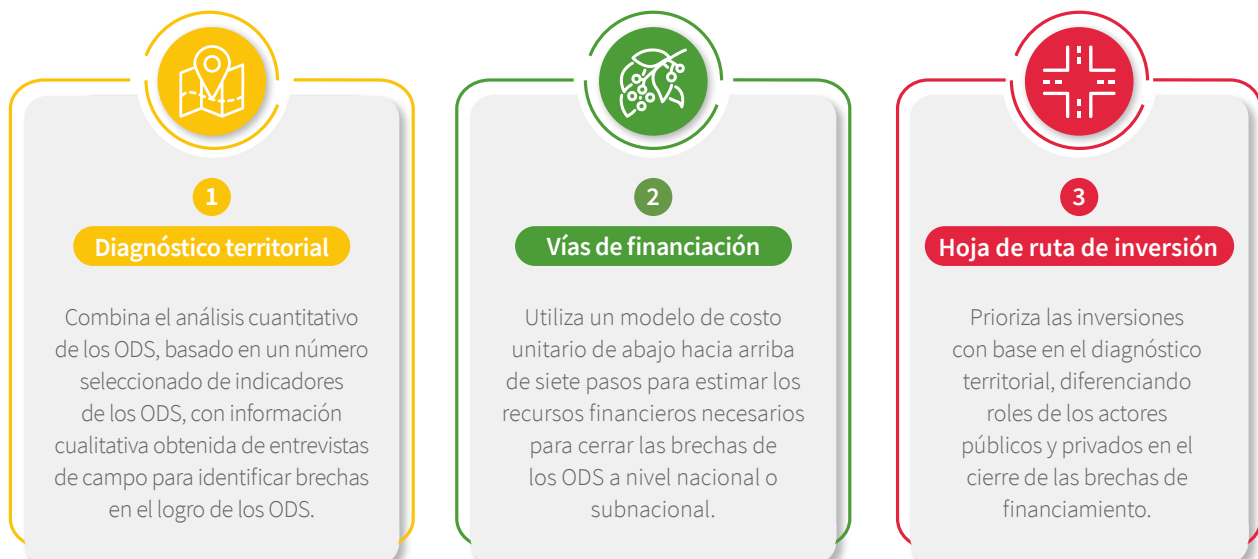 1
Diagnóstico territorial
Combina el análisis cuantitativo
de los ODS, basado en un número
seleccionado de indicadores
de los ODS, con información
cualitativa obtenida de entrevistas
de campo para identificar brechas
en el logro de los ODS.
2
Vías de financiación
Utiliza un modelo de costo
unitario de abajo hacia arriba
de siete pasos para estimar los
recursos financieros necesarios
para cerrar las brechas de
los ODS a nivel nacional o
subnacional.
3
Hoja de ruta de inversión
Prioriza las inversiones
con base en el diagnóstico
territorial, diferenciando
roles de los actores
públicos y privados en el
cierre de las brechas de
financiamiento.